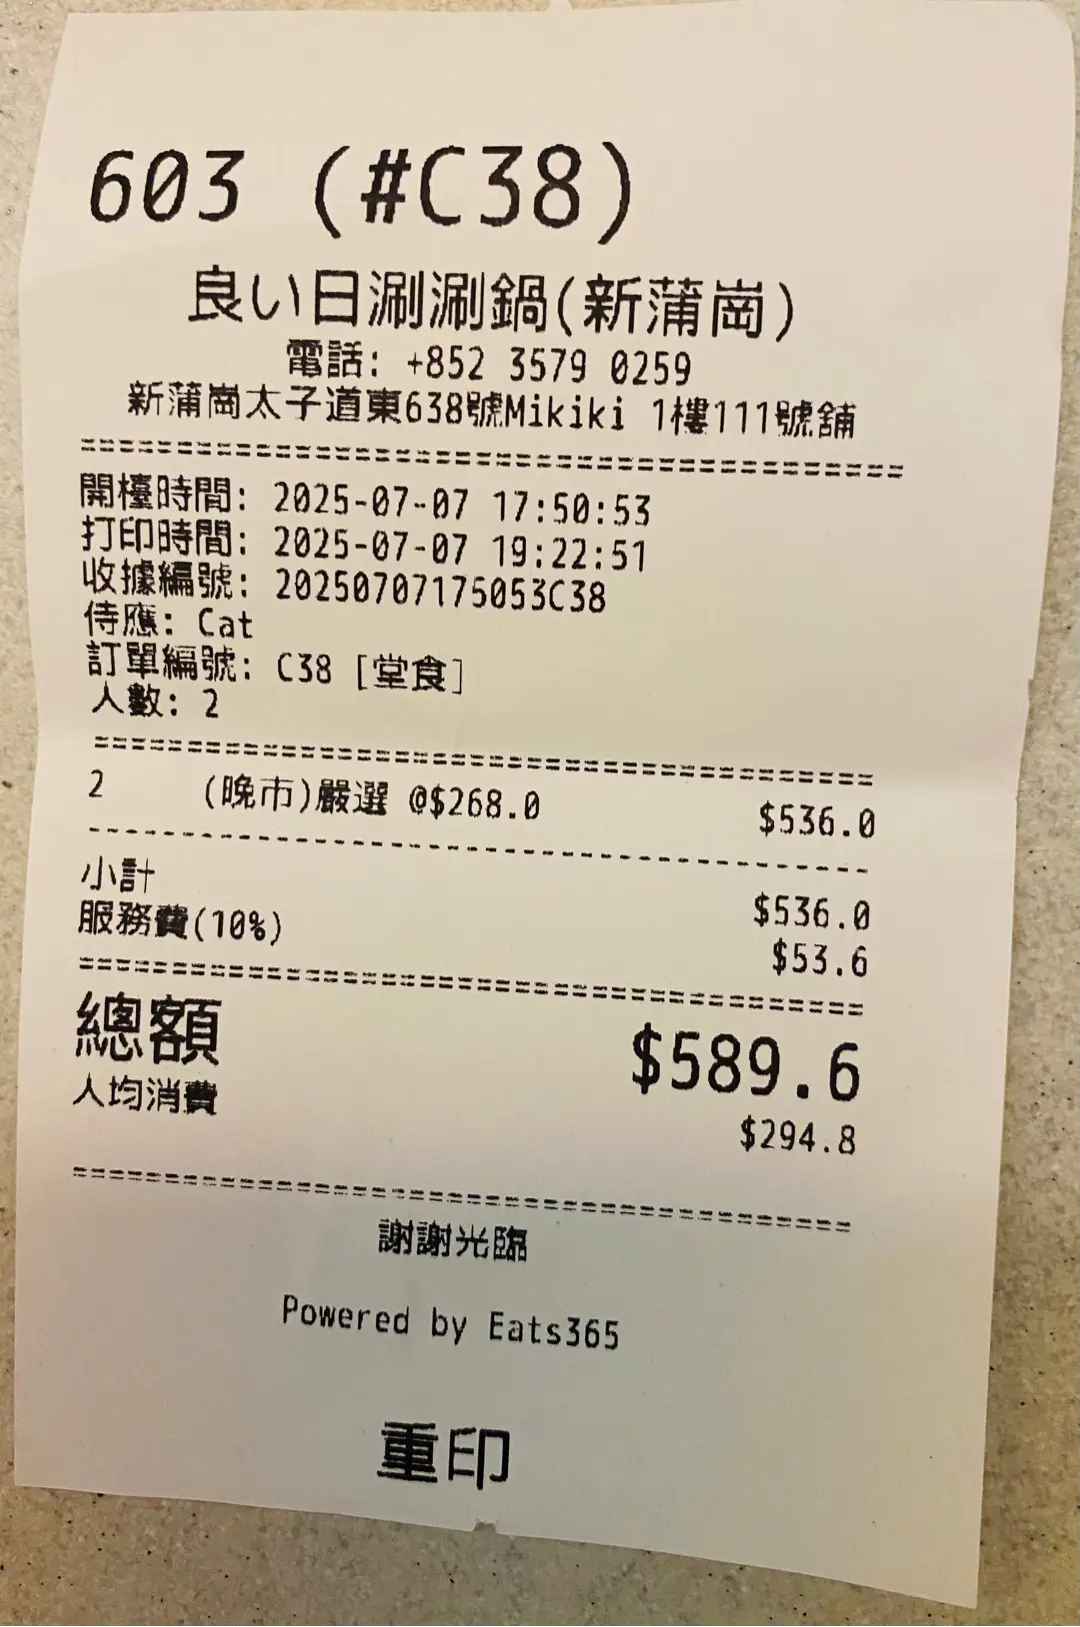 603 (#C38)
良い日涮涮鍋(新蒲崗)
電話: +852 3579 0259
新蒲崗太子道東638號Mikiki 1樓111號舖
開檯時間: 2025-07-07 17:50:53
打印時間: 2025-07-07 19:22:51
收據編號: 20250707175053C38
侍應: Cat
訂單編號: C38 [堂食]
人數: 2
2 (晚市)嚴選 @$268.0 $536.0
小計 $536.0
服務費(10%) $53.6
總額 $589.6
人均消費 $294.8
謝謝光臨
Powered by Eats365
重印